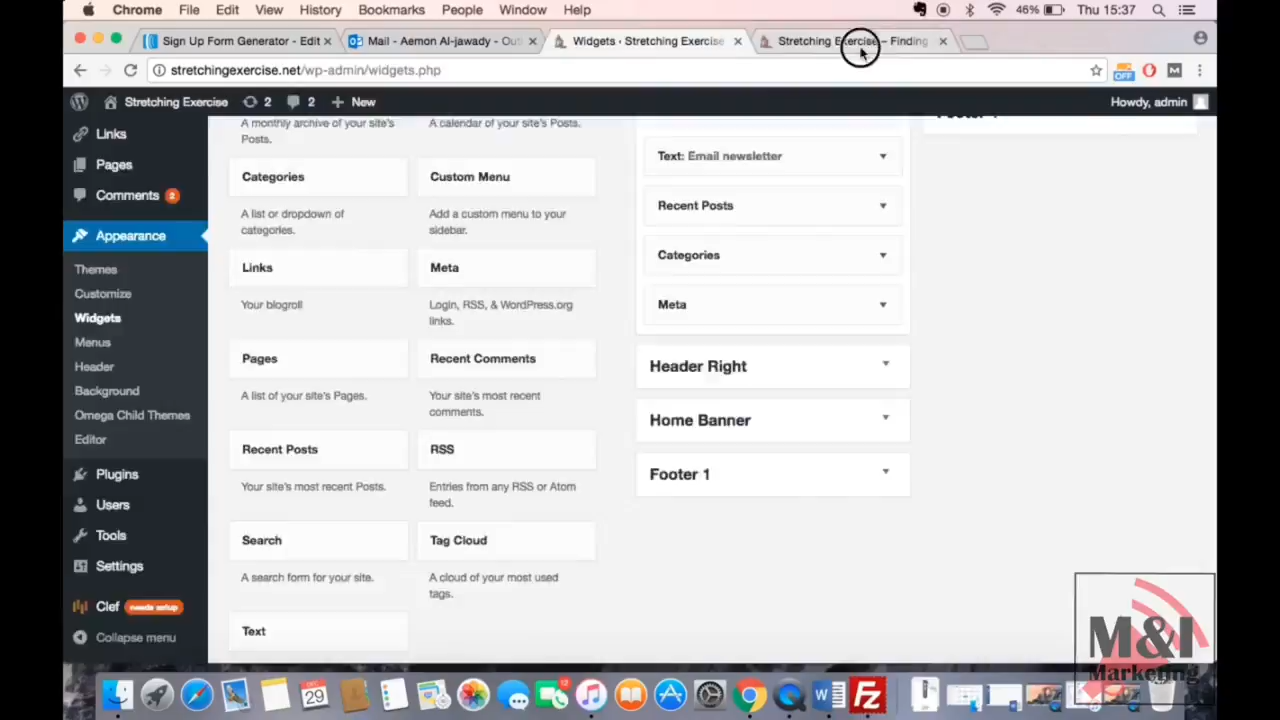 Chrome File Edit View History Bookmarks People Window Help 46% Thu 15:37
Sign Up Form Generator - Edit Mail - Aemon Al-jawady - Out Widgets · Stretching Exercise Stretching Exercise – Finding
stretchingexercise.net/wp-admin/widgets.php OFF M
Stretching Exercise 2 2 + New Howdy, admin
Links
Pages
Comments 2
Appearance
Themes
Customize
Widgets
Menus
Header
Background
Omega Child Themes
Editor
Plugins
Users
Tools
Settings
Clef needs setup
Collapse menu
A monthly archive of your site's
Posts.
A calendar of your site's Posts.
Categories
A list or dropdown of
categories.
Custom Menu
Add a custom menu to your
sidebar.
Links
Your blogroll
Meta
Login, RSS, & WordPress.org
links.
Pages
A list of your site's Pages.
Recent Comments
Your site's most recent
comments.
Recent Posts
Your site's most recent Posts.
RSS
Entries from any RSS or Atom
feed.
Search
A search form for your site.
Tag Cloud
A cloud of your most used
tags.
Text
Text: Email newsletter
Recent Posts
Categories
Meta
Header Right
Home Banner
Footer 1
M&I
Marketing
DEC
29
12
W
Fz